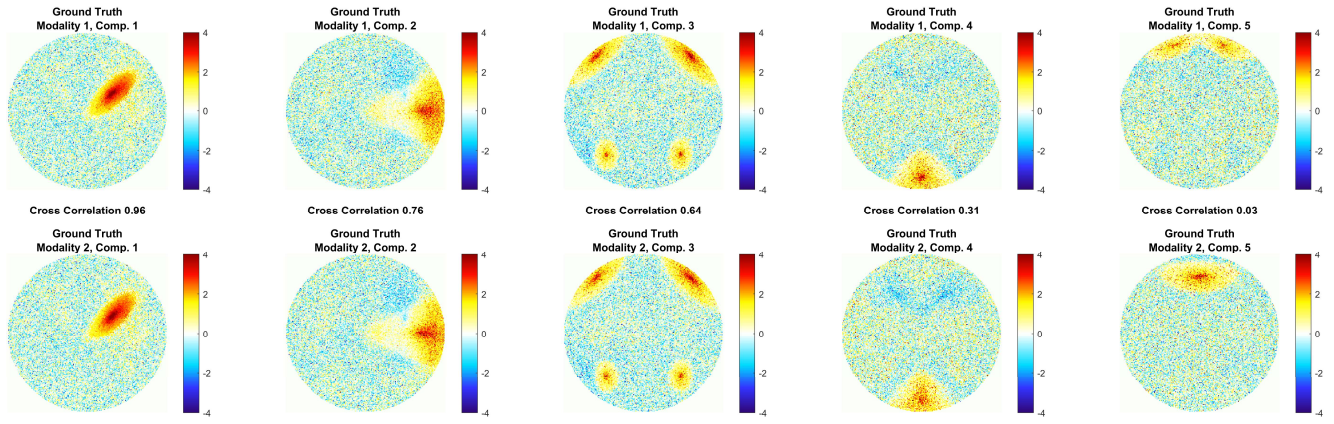 Ground Truth
Modality 1, Comp. 1
Ground Truth
Modality 1, Comp. 2
Ground Truth
Modality 1, Comp. 3
Ground Truth
Modality 1, Comp. 4
Ground Truth
Modality 1, Comp. 5
4
2
0
-2
-4
4
2
0
-2
-4
4
2
0
-2
-4
4
2
0
-2
-4
4
2
0
-2
-4
Cross Correlation 0.96
Cross Correlation 0.76
Cross Correlation 0.64
Cross Correlation 0.31
Cross Correlation 0.03
Ground Truth
Modality 2, Comp. 1
Ground Truth
Modality 2, Comp. 2
Ground Truth
Modality 2, Comp. 3
Ground Truth
Modality 2, Comp. 4
Ground Truth
Modality 2, Comp. 5
4
2
0
-2
-4
4
2
0
-2
-4
4
2
0
-2
-4
4
2
0
-2
-4
4
2
0
-2
-4